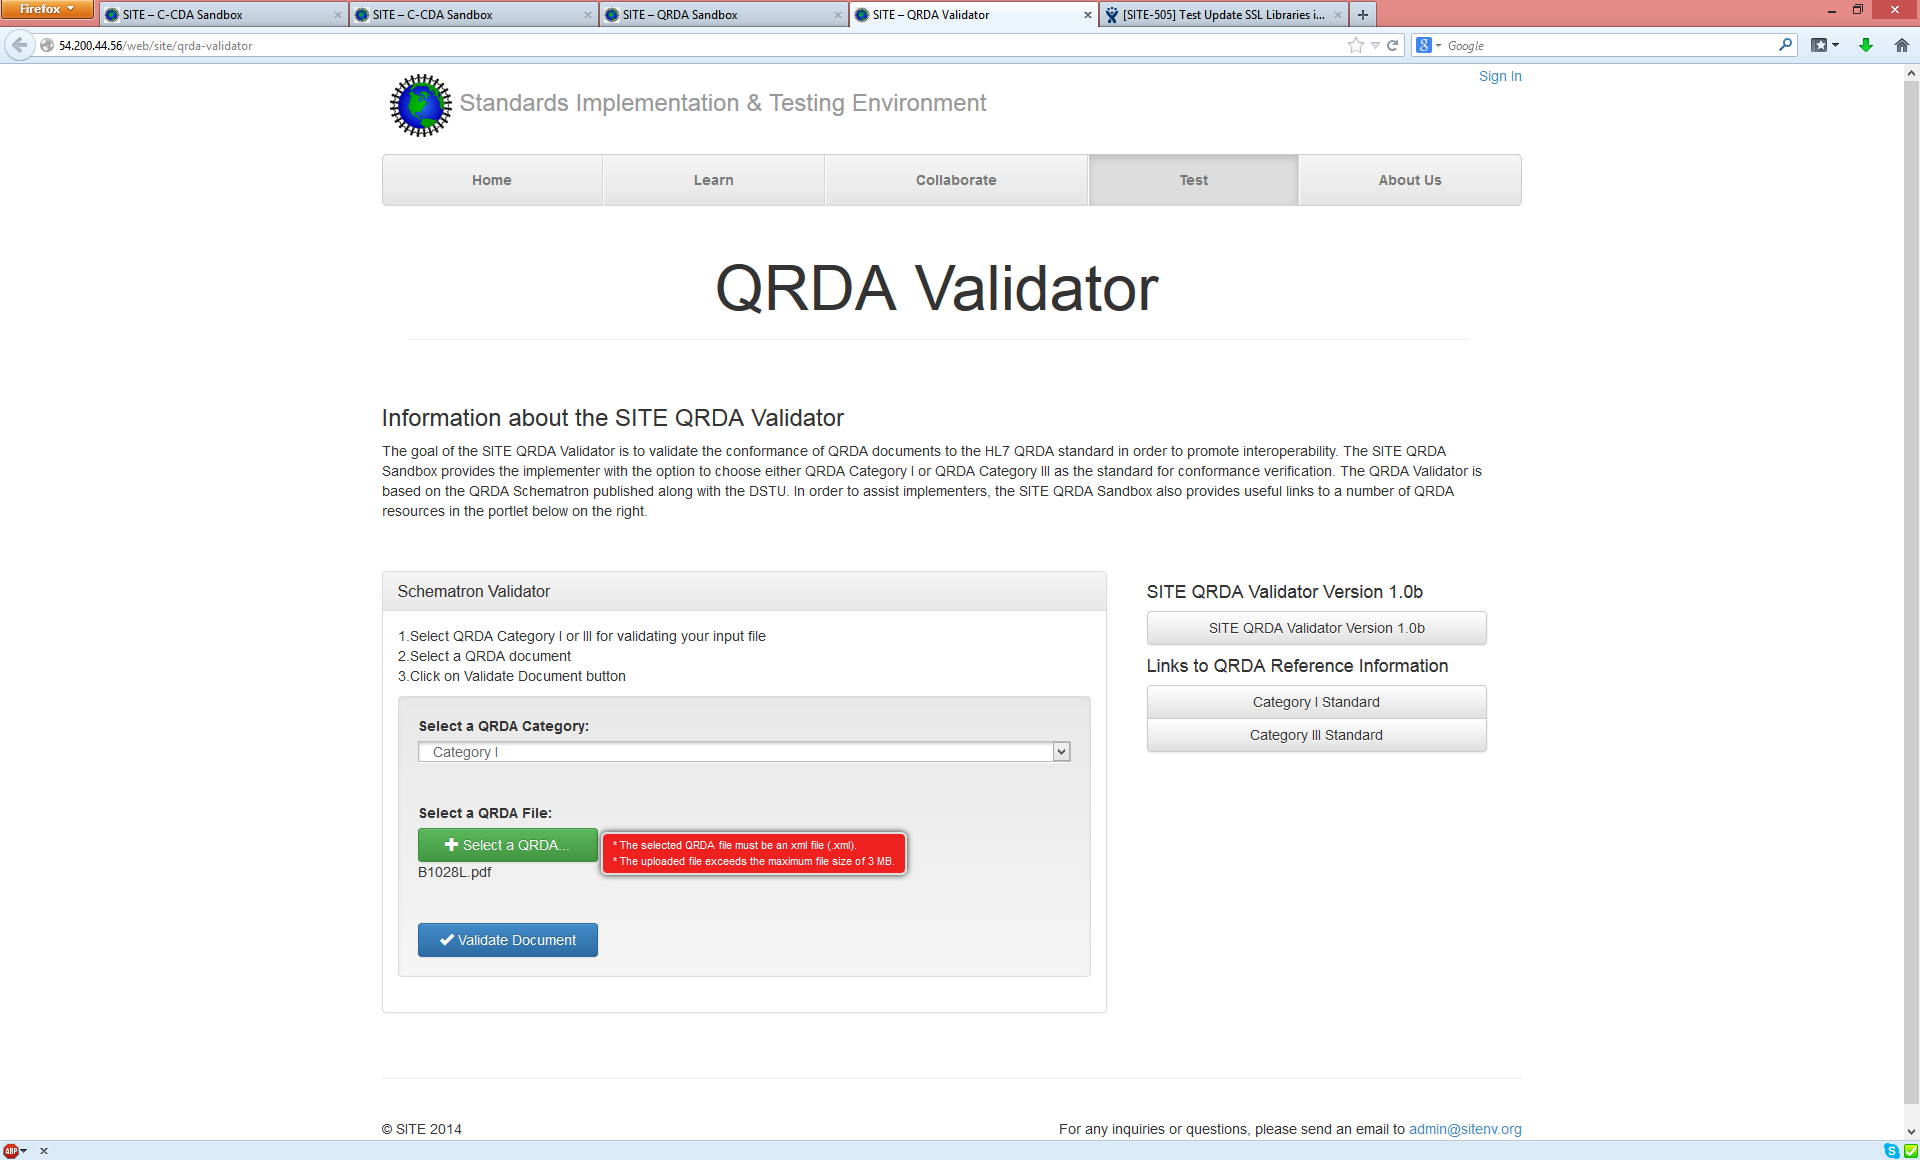 Firefox
SITE – C-CDA Sandbox
SITE – C-CDA Sandbox
SITE – QRDA Sandbox
SITE – QRDA Validator
[SITE-505] Test Update SSL Libraries i...
54.200.44.56/web/site/qrda-validator
8
Google
Sign In
Standards Implementation & Testing Environment
Home
Learn
Collaborate
Test
About Us
QRDA Validator
Information about the SITE QRDA Validator
The goal of the SITE QRDA Validator is to validate the conformance of QRDA documents to the HL7 QRDA standard in order to promote interoperability. The SITE QRDA
Sandbox provides the implementer with the option to choose either QRDA Category I or QRDA Category III as the standard for conformance verification. The QRDA Validator is
based on the QRDA Schematron published along with the DSTU. In order to assist implementers, the SITE QRDA Sandbox also provides useful links to a number of QRDA
resources in the portlet below on the right.
Schematron Validator
1.Select QRDA Category I or III for validating your input file
2.Select a QRDA document
3.Click on Validate Document button
Select a QRDA Category:
Category I
Select a QRDA File:
Select a QRDA...
* The selected QRDA file must be an xml file (.xml).
* The uploaded file exceeds the maximum file size of 3 MB.
B1028L.pdf
Validate Document
SITE QRDA Validator Version 1.0b
SITE QRDA Validator Version 1.0b
Links to QRDA Reference Information
Category I Standard
Category III Standard
© SITE 2014
For any inquiries or questions, please send an email to admin@sitenv.org
ABP